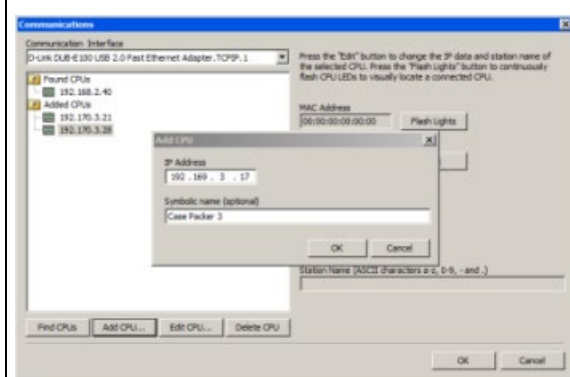 Communications
Communication Interface
D-Link DUB-E100 USB 2.0 Fast Ethernet Adapter.TCPIP.1
Press the "Edit" button to change the IP data and station name of
the selected CPU. Press the "Flash Lights" button to continuously
flash CPU LEDs to visually locate a connected CPU.
Found CPUs
192.168.2.40
Added CPUs
192.170.3.21
192.170.3.28
MAC Address
00:00:00:00:00:00
Flash Lights
Add CPU
IP Address
192 . 169 . 3 . 17
Symbolic name (optional)
Case Packer 3
OK
Cancel
Station Name (ASCII characters a-z, 0-9, - and .)
Find CPUs
Add CPU...
Edit CPU...
Delete CPU
OK
Cancel